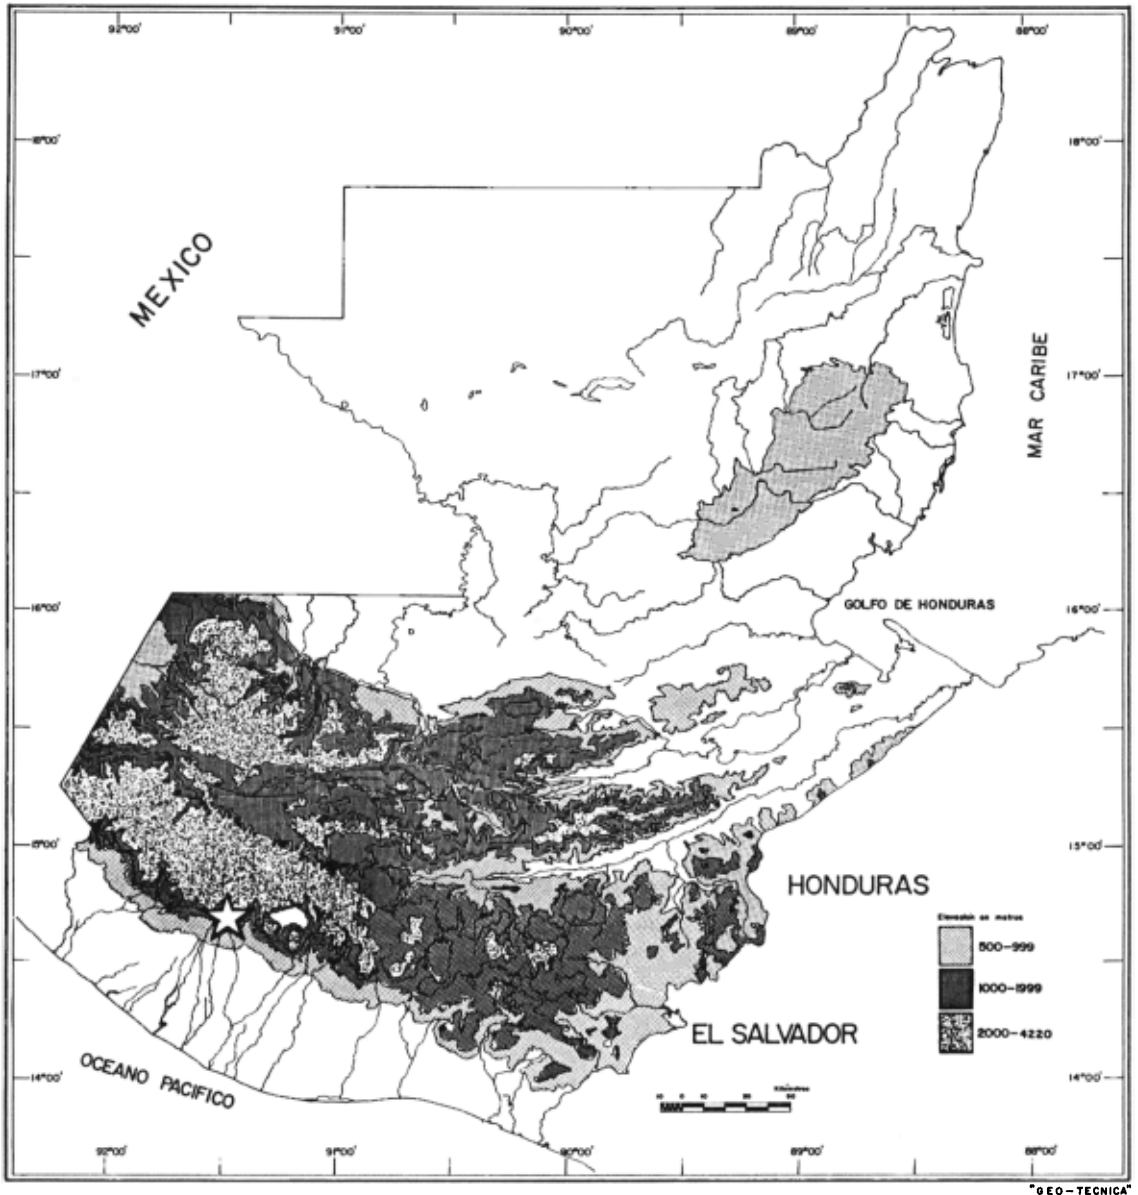 92°00' 91°00' 90°00' 89°00' 88°00'
18°00' 18°00'
MEXICO
17°00' 17°00'
MAR CARIBE
16°00' 16°00'
GOLFO DE HONDURAS
15°00' 15°00'
HONDURAS
Elevación en metros
500-999
1000-1999
2000-4220
EL SALVADOR
OCEANO PACIFICO
14°00' 14°00'
Kilómetros
92°00' 91°00' 90°00' 89°00' 88°00'
"GEO-TECNICA"